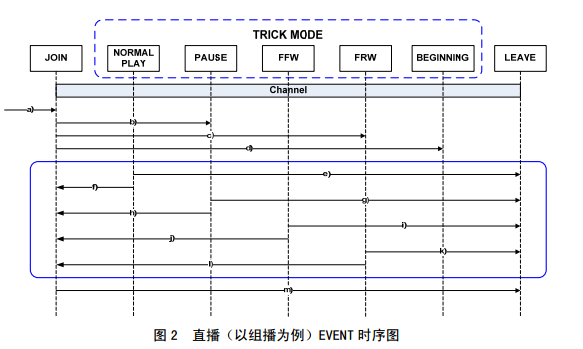 TRICK MODE
JOIN
NORMAL
PLAY
PAUSE
FFW
FRW
BEGINNING
LEAVE
Channel
a)
b)
c)
d)
e)
f)
g)
h)
i)
j)
k)
l)
m)
图 2 直播（以组播为例）EVENT 时序图